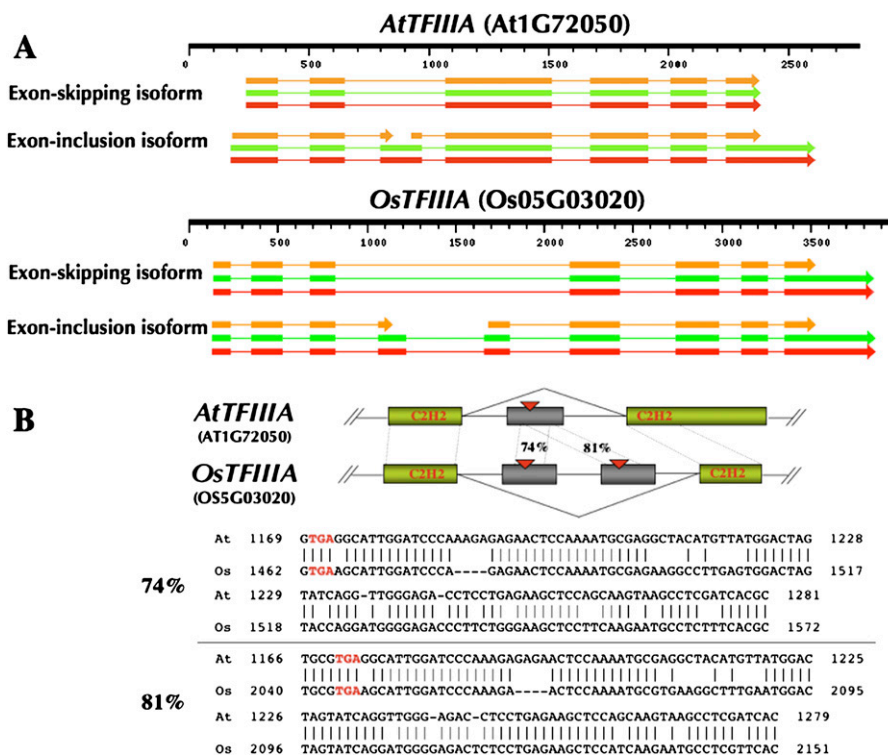 A
AtTFIIIA (At1G72050)
0 500 1000 1500 2000 2500
Exon-skipping isoform
Exon-inclusion isoform
OsTFIIIA (Os05G03020)
0 500 1000 1500 2000 2500 3000 3500
Exon-skipping isoform
Exon-inclusion isoform
B
AtTFIIIA C2H2 C2H2
(AT1G72050)
74% 81%
OsTFIIIA C2H2 C2H2
(OS5G03020)
At 1169 GTGAGGCATTGGATCCCAAAGAGAGAACTCCAAAATGCGAGGCTACATGTTATGGACTAG 1228
Os 1462 GTGAAGCATTGGATCCCA----GAGAACTCCAAAATGCGAGAAGGCCTTGAGTGGACTAG 1517
74%
At 1229 TATCAGG-TTGGGAGA-CCTCCTGAGAAGCTCCAGCAAGTAAGCCTCGATCACGC 1281
Os 1518 TACCAGGATGGGGAGACCCTTCTGGGAAGCTCCTTCAAGAATGCCTCTTTCACGC 1572
At 1166 TGCGTGAGGCATTGGATCCCAAAGAGAGAACTCCAAAATGCGAGGCTACATGTTATGGAC 1225
Os 2040 TGCGTGAAGCATTGGATCCCAAAGA----ACTCCAAAATGCGTGAAGGCTTTGAATGGAC 2095
81%
At 1226 TAGTATCAGGTTGGG-AGAC-CTCCTGAGAAGCTCCAGCAAGTAAGCCTCGATCAC 1279
Os 2096 TAGTATCAGGATGGGGAGACTCTCCTGAGAAGCTCCATCAAGAATGCCTCGTTCAC 2151